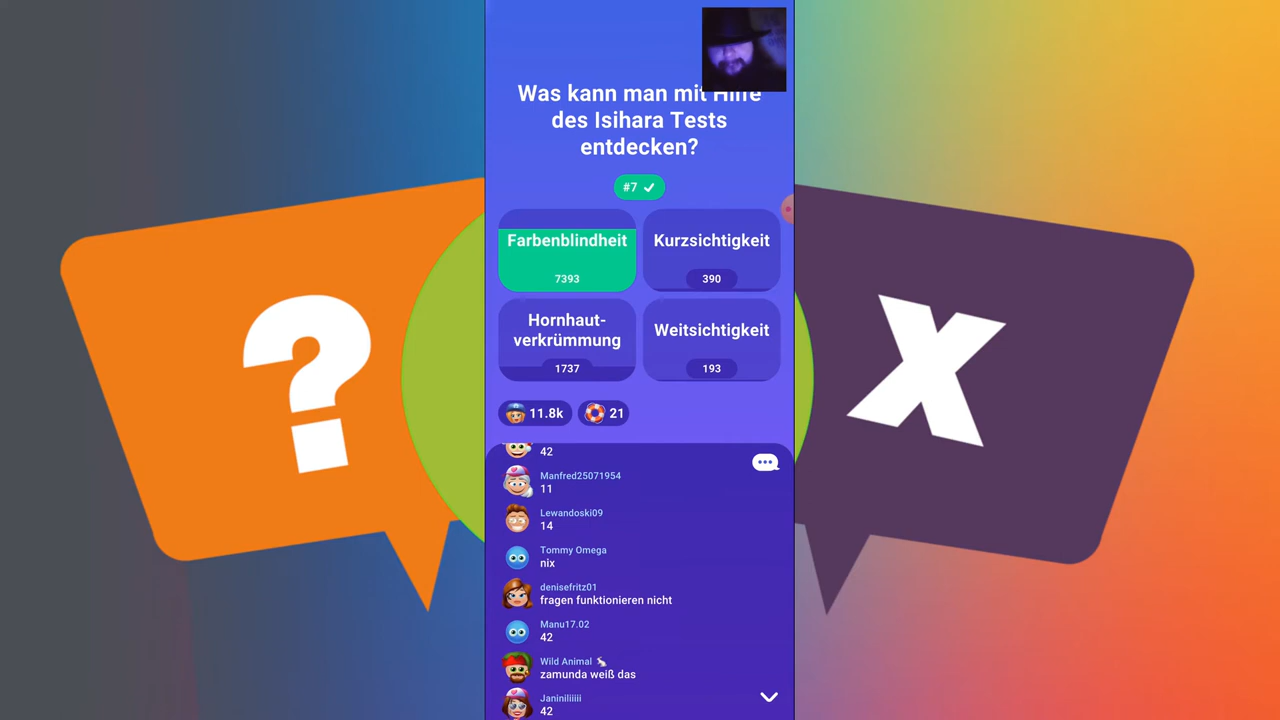 Was kann man mit Hilfe
des Isihara Tests
entdecken?
#7
Farbenblindheit
7393
Kurzsichtigkeit
390
Hornhaut-
verkrümmung
1737
Weitsichtigkeit
193
11.8k
21
42
Manfred25071954
11
Lewandoski09
14
Tommy Omega
nix
denisefritz01
fragen funktionieren nicht
Manu17.02
42
Wild Animal 🐇
zamunda weiß das
Janiniliiiii
42
?
X